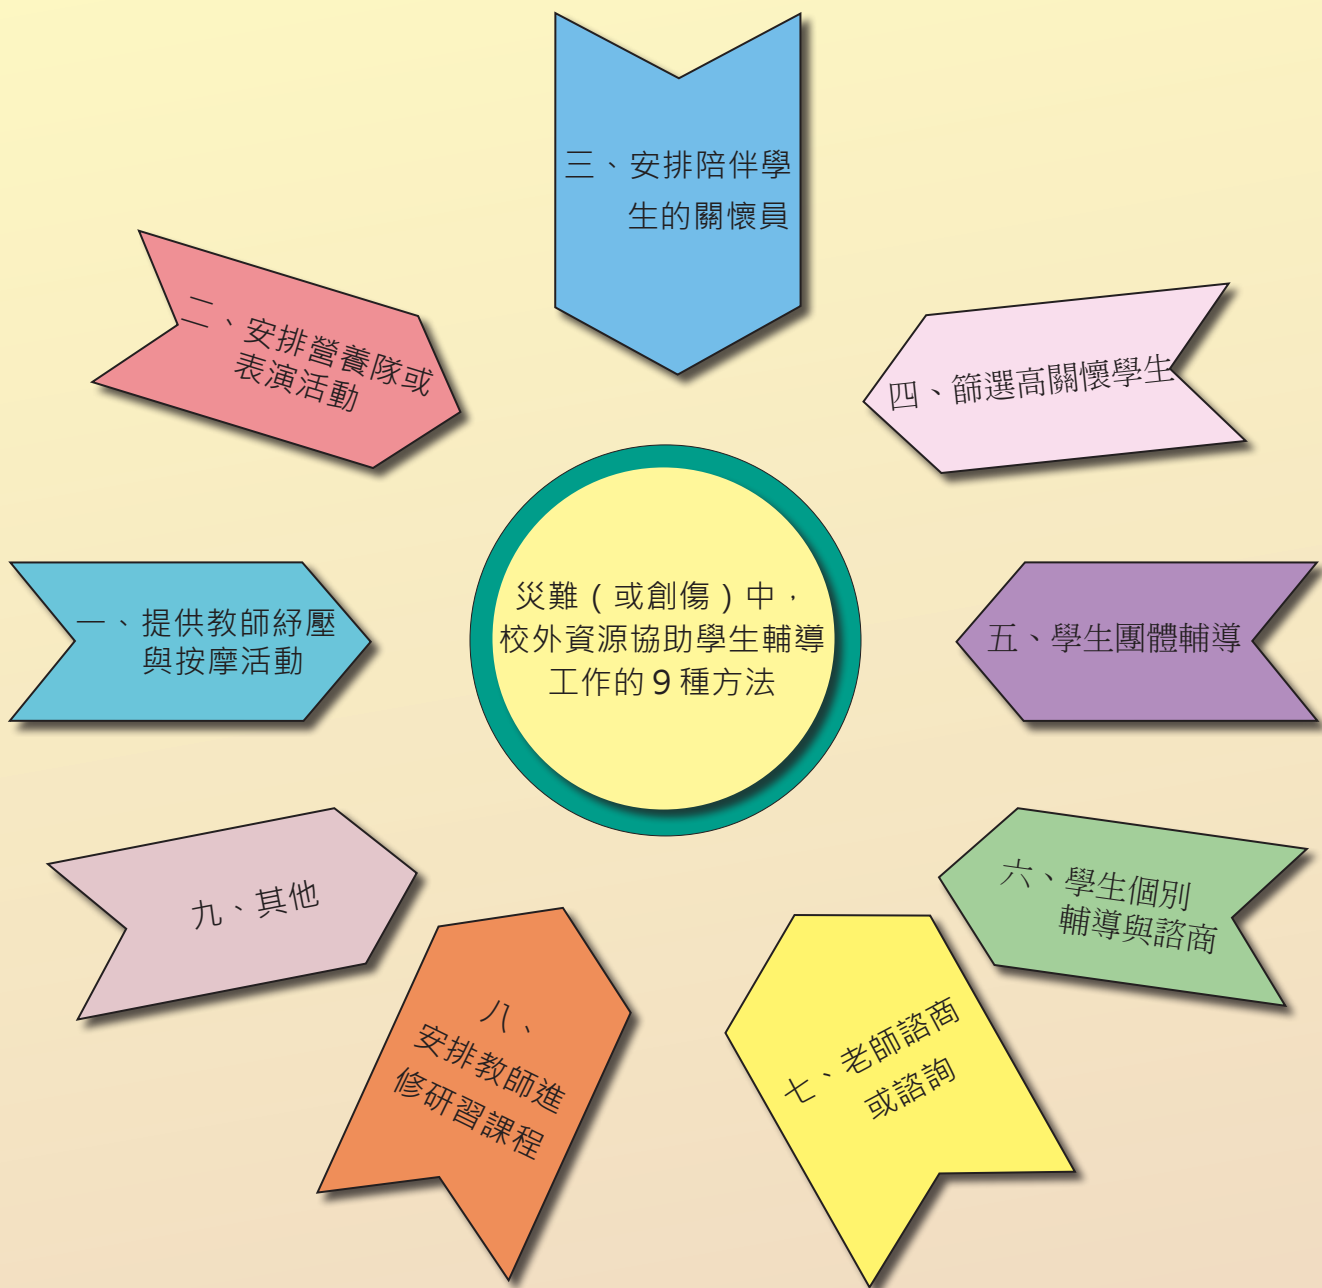 災難（或創傷）中，
校外資源協助學生輔導
工作的9種方法
一、提供教師紓壓
與按摩活動
二、安排營養隊或
表演活動
三、安排陪伴學
生的關懷員
四、篩選高關懷學生
五、學生團體輔導
六、學生個別
輔導與諮商
七、老師諮商
或諮詢
八、
安排教師進
修研習課程
九、其他